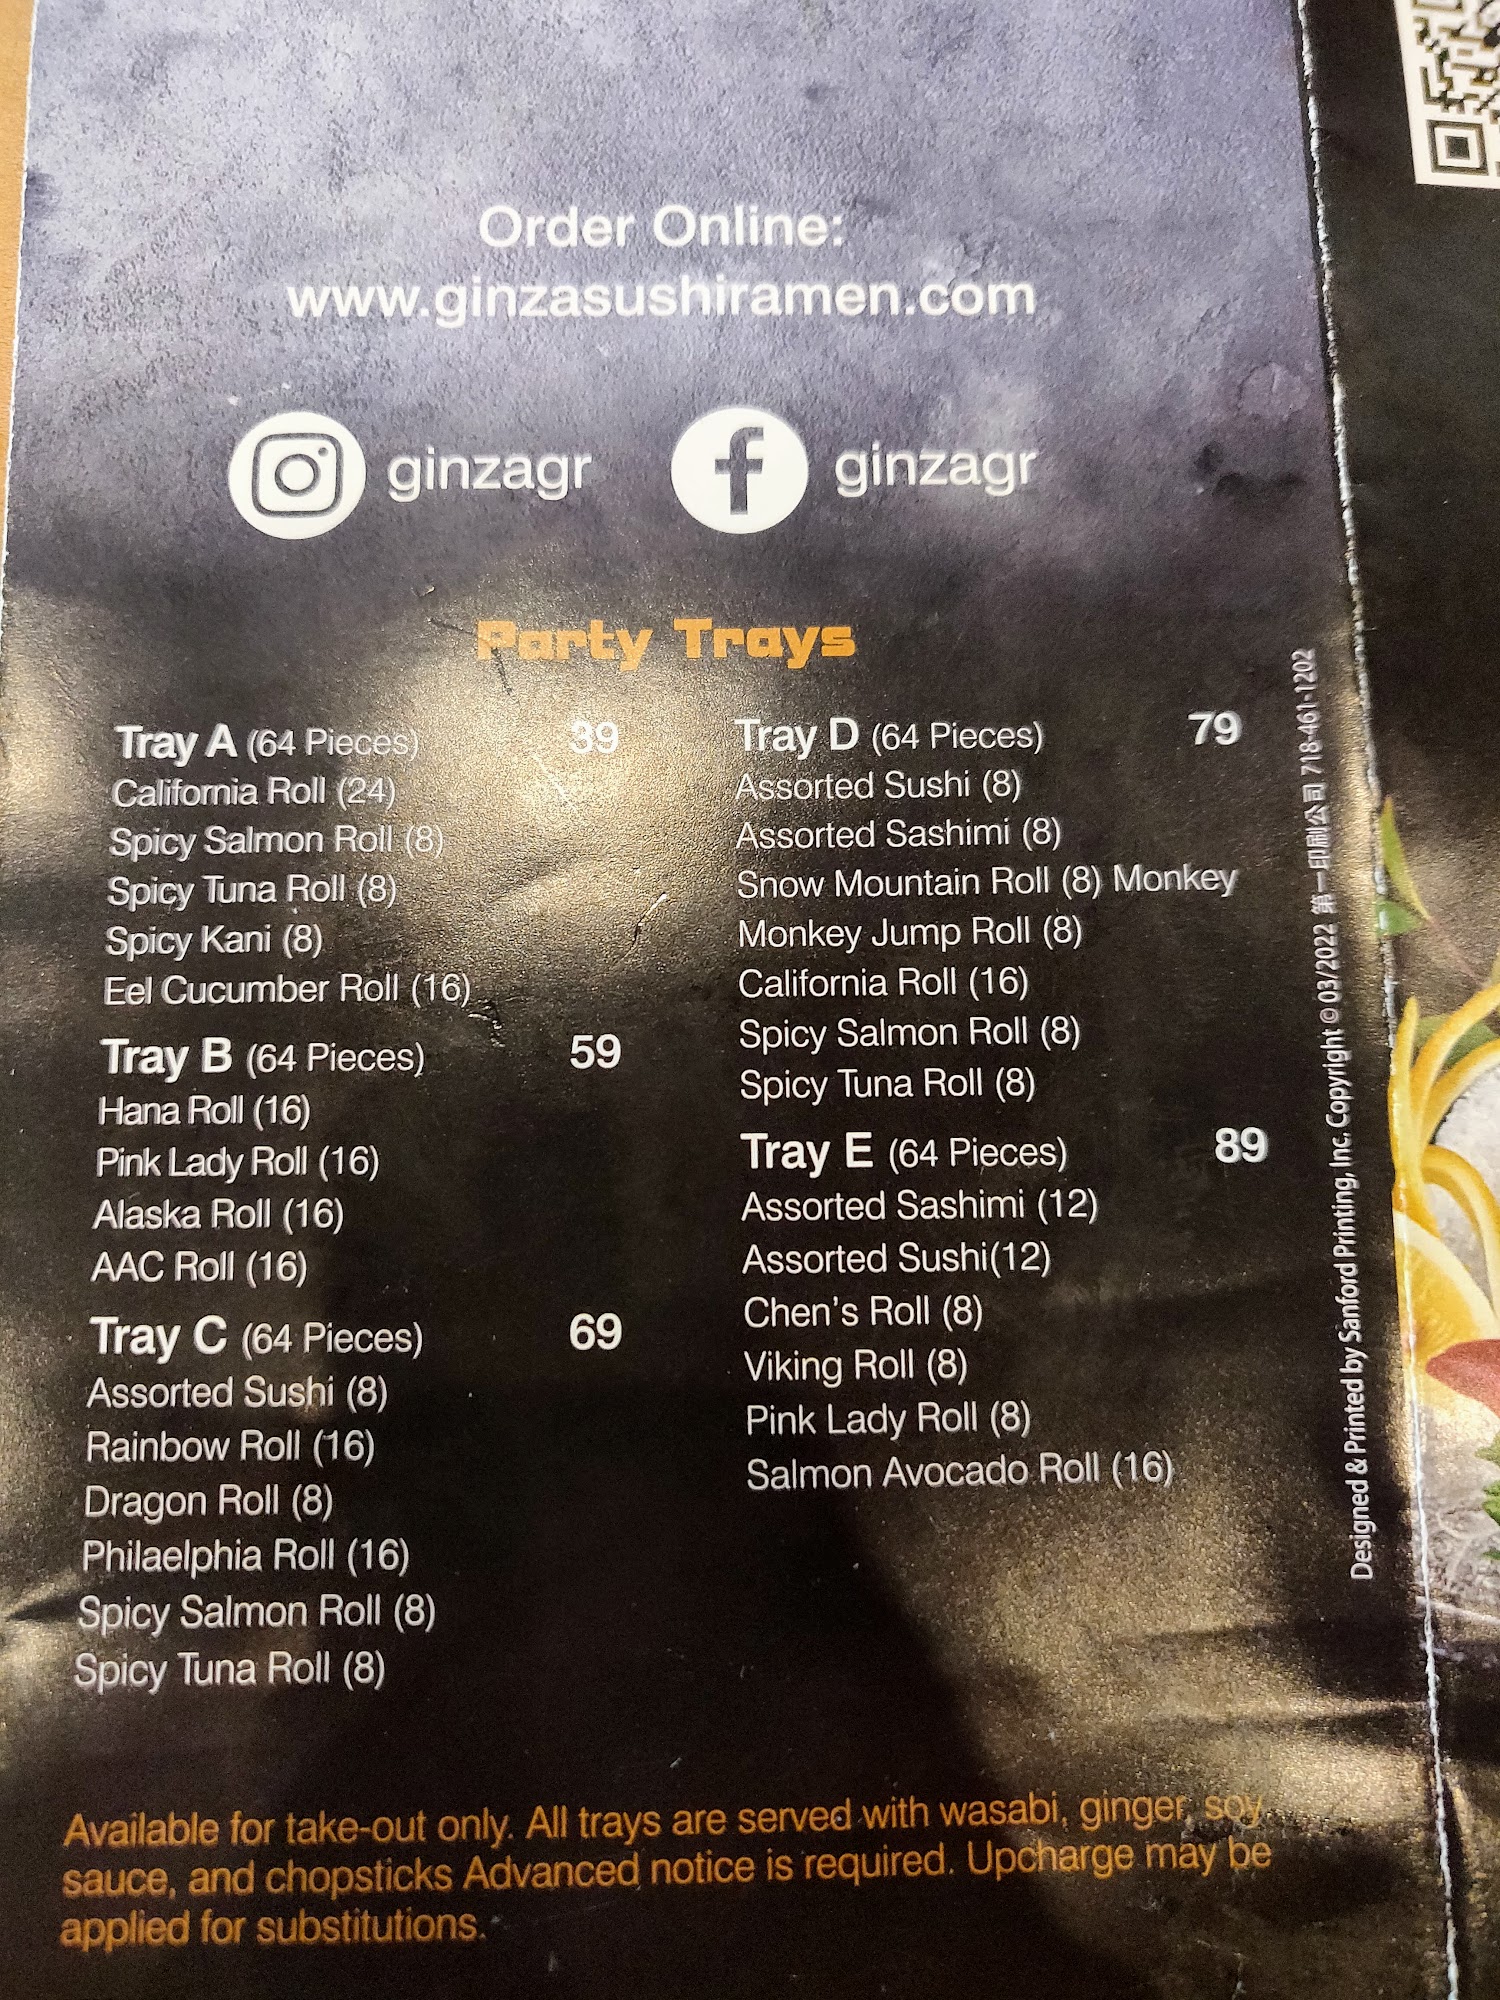 Order Online:
www.ginzasushiramen.com
ginzagr
ginzagr
Party Trays
Tray A (64 Pieces) 39
California Roll (24)
Spicy Salmon Roll (8)
Spicy Tuna Roll (8)
Spicy Kani (8)
Eel Cucumber Roll (16)
Tray B (64 Pieces) 59
Hana Roll (16)
Pink Lady Roll (16)
Alaska Roll (16)
AAC Roll (16)
Tray C (64 Pieces) 69
Assorted Sushi (8)
Rainbow Roll (16)
Dragon Roll (8)
Philaelphia Roll (16)
Spicy Salmon Roll (8)
Spicy Tuna Roll (8)
Tray D (64 Pieces) 79
Assorted Sushi (8)
Assorted Sashimi (8)
Snow Mountain Roll (8) Monkey
Monkey Jump Roll (8)
California Roll (16)
Spicy Salmon Roll (8)
Spicy Tuna Roll (8)
Tray E (64 Pieces) 89
Assorted Sashimi (12)
Assorted Sushi(12)
Chen's Roll (8)
Viking Roll (8)
Pink Lady Roll (8)
Salmon Avocado Roll (16)
Available for take-out only. All trays are served with wasabi, ginger, soy
sauce, and chopsticks Advanced notice is required. Upcharge may be
applied for substitutions.
Designed & Printed by Sanford Printing, Inc. Copyright © 03/2022 第一印刷公司 718-461-1202